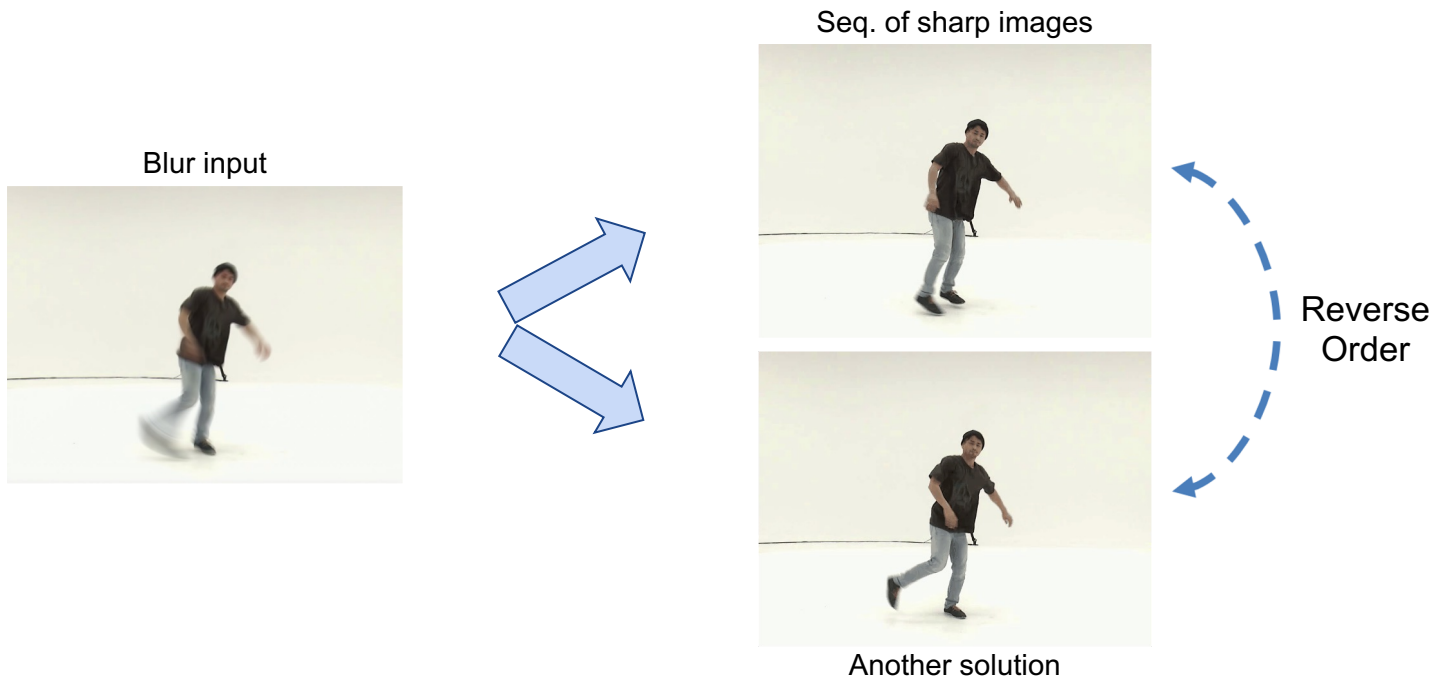 Seq. of sharp images
Blur input
Reverse
Order
Another solution